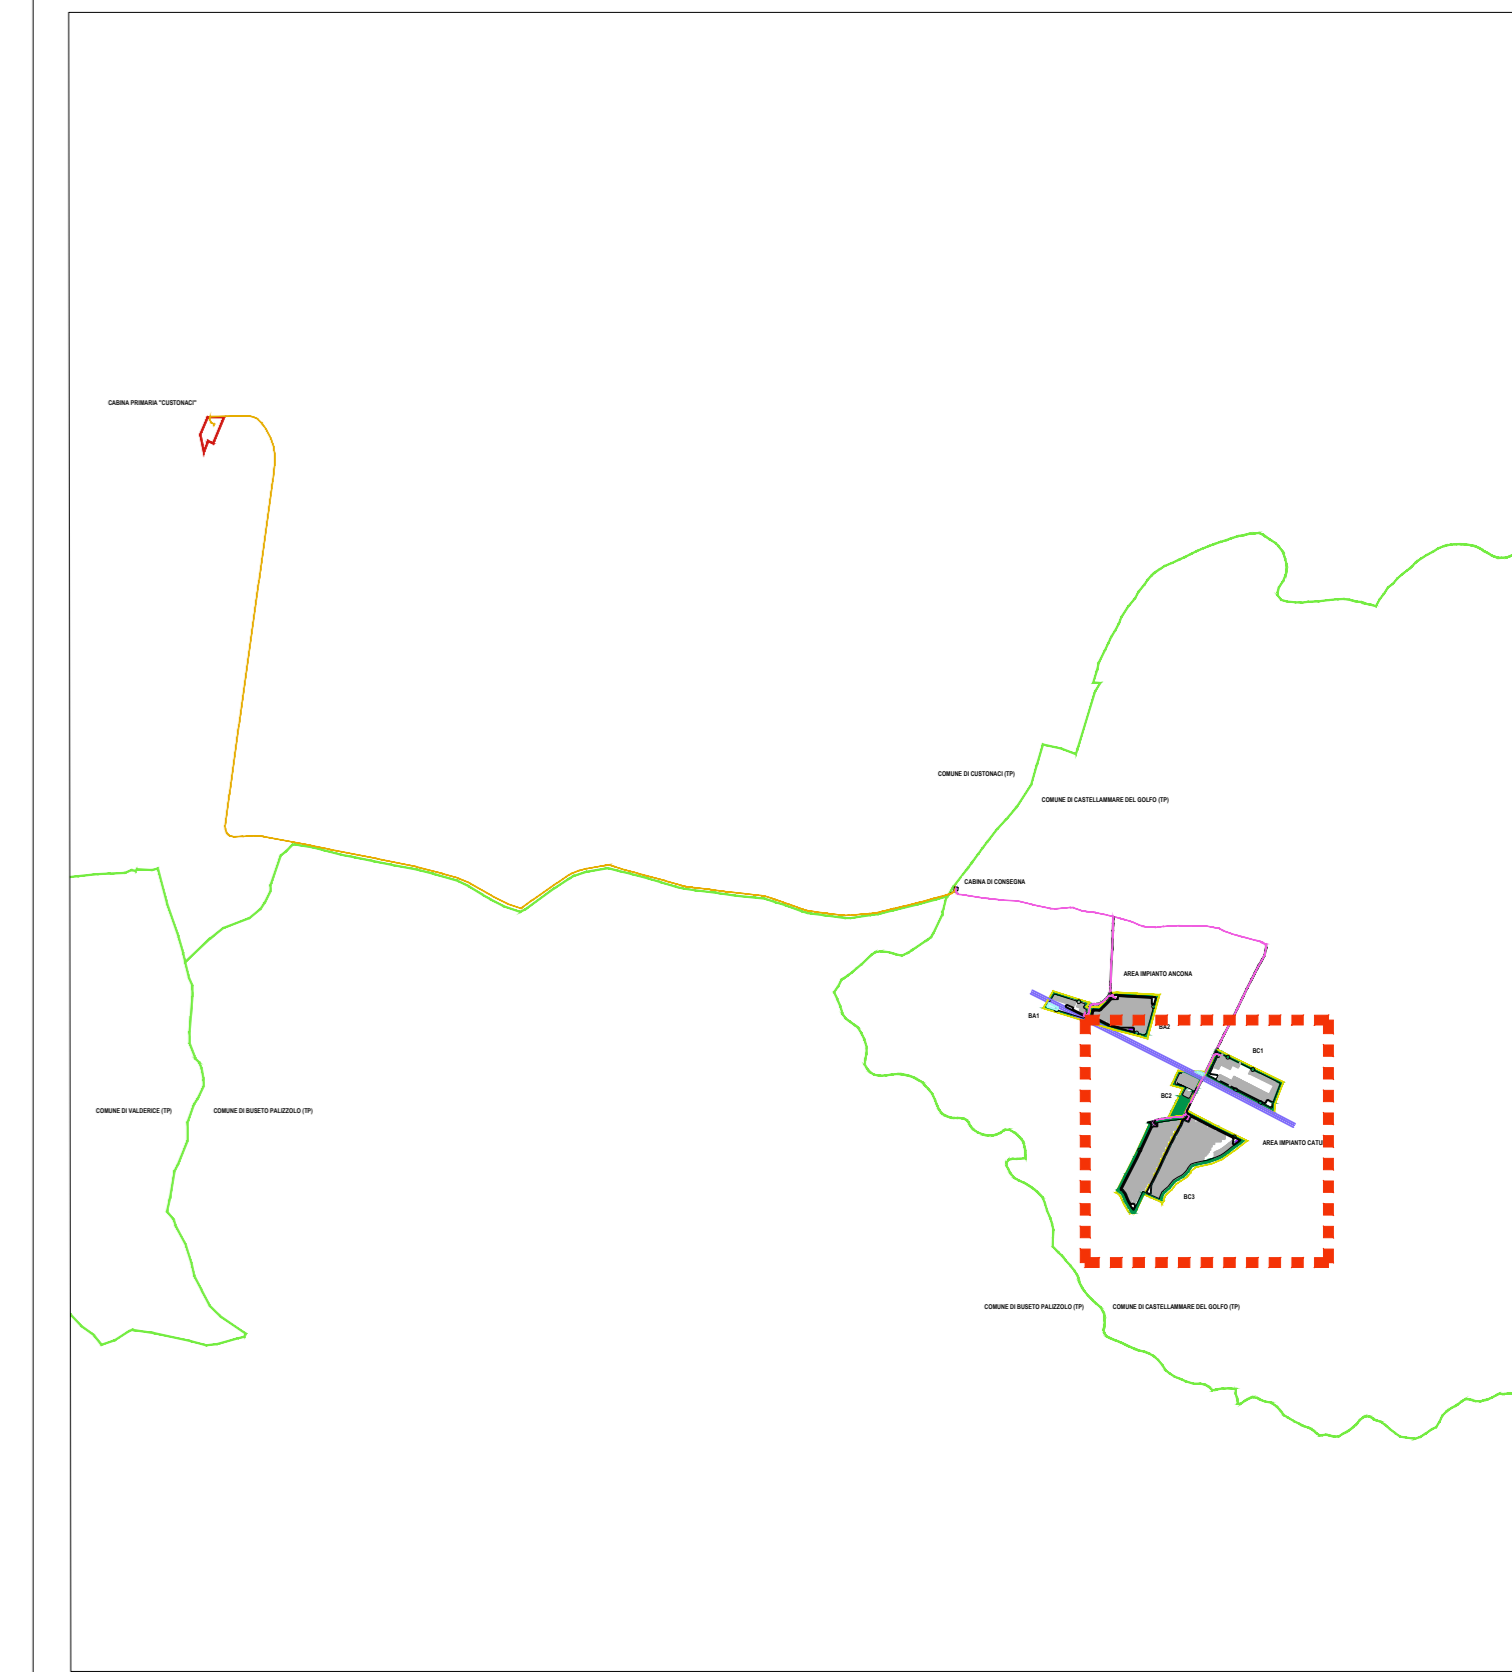 CABINA PRIMARIA "CUSTONACI"
COMUNE DI CUSTONACI (TP)
COMUNE DI CASTELLAMMARE DEL GOLFO (TP)
CABINA DI CONSEGNA
AREA IMPIANTO ANCONA
BA1
BA2
BC1
BC2
COMUNE DI VALDERICE (TP)
COMUNE DI BUSETO PALIZZOLO (TP)
AREA IMPIANTO CATU
BC3
COMUNE DI BUSETO PALIZZOLO (TP)
COMUNE DI CASTELLAMMARE DEL GOLFO (TP)